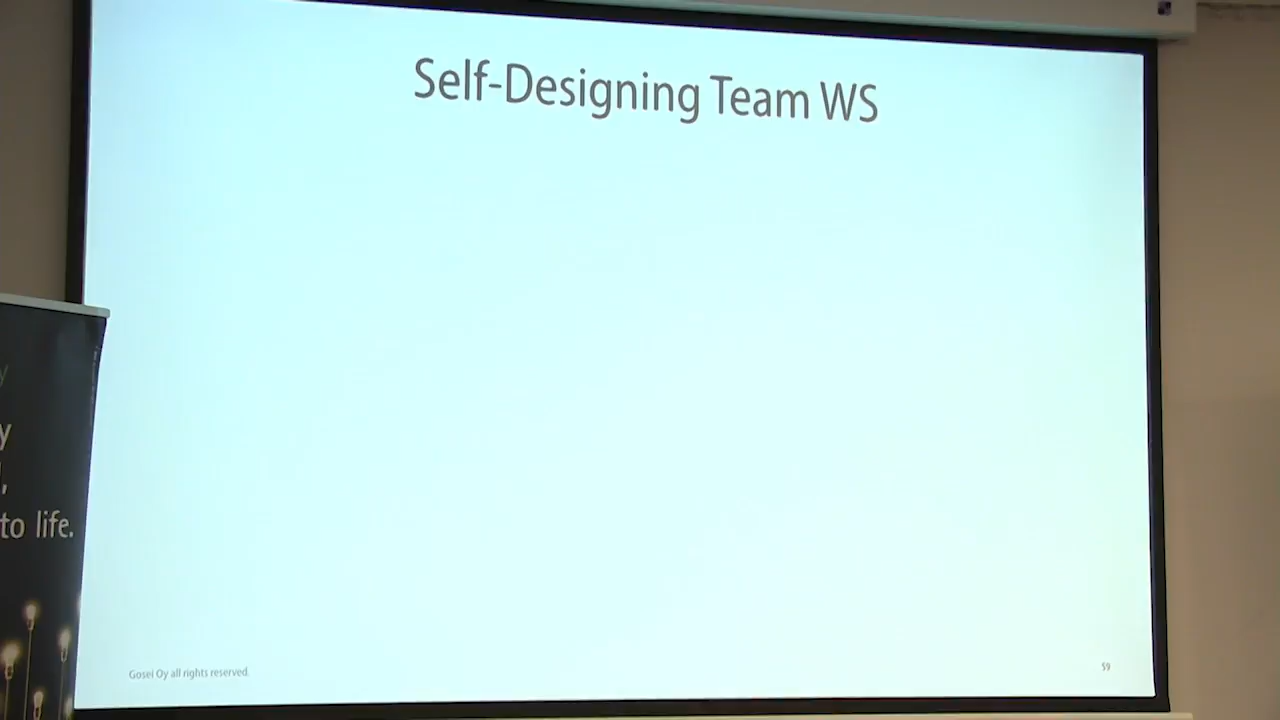 Self-Designing Team WS
y
y
,
to life.
Gosei Oy all rights reserved.
59